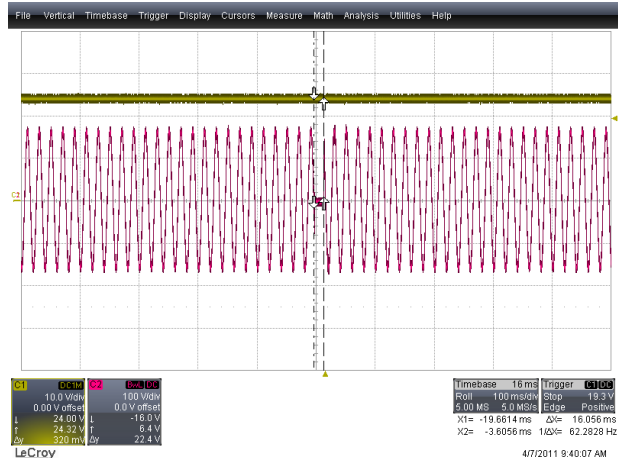 File Vertical Timebase Trigger Display Cursors Measure Math Analysis Utilities Help
C2
C1 DC1M
10.0 V/div
0.00 V offset
↓ 24.00 V
↑ 24.32 V
Δy 320 mV
C2 BwL DC
100 V/div
0.0 V offset
↓ -16.0 V
↑ 6.4 V
Δy 22.4 V
Timebase 16 ms
Roll 100 ms/div
5.00 MS 5.0 MS/s
Trigger C1 DC
Stop 19.3 V
Edge Positive
X1= -19.6614 ms ΔX= 16.056 ms
X2= -3.6056 ms 1/ΔX= 62.2828 Hz
LeCroy
4/7/2011 9:40:07 AM